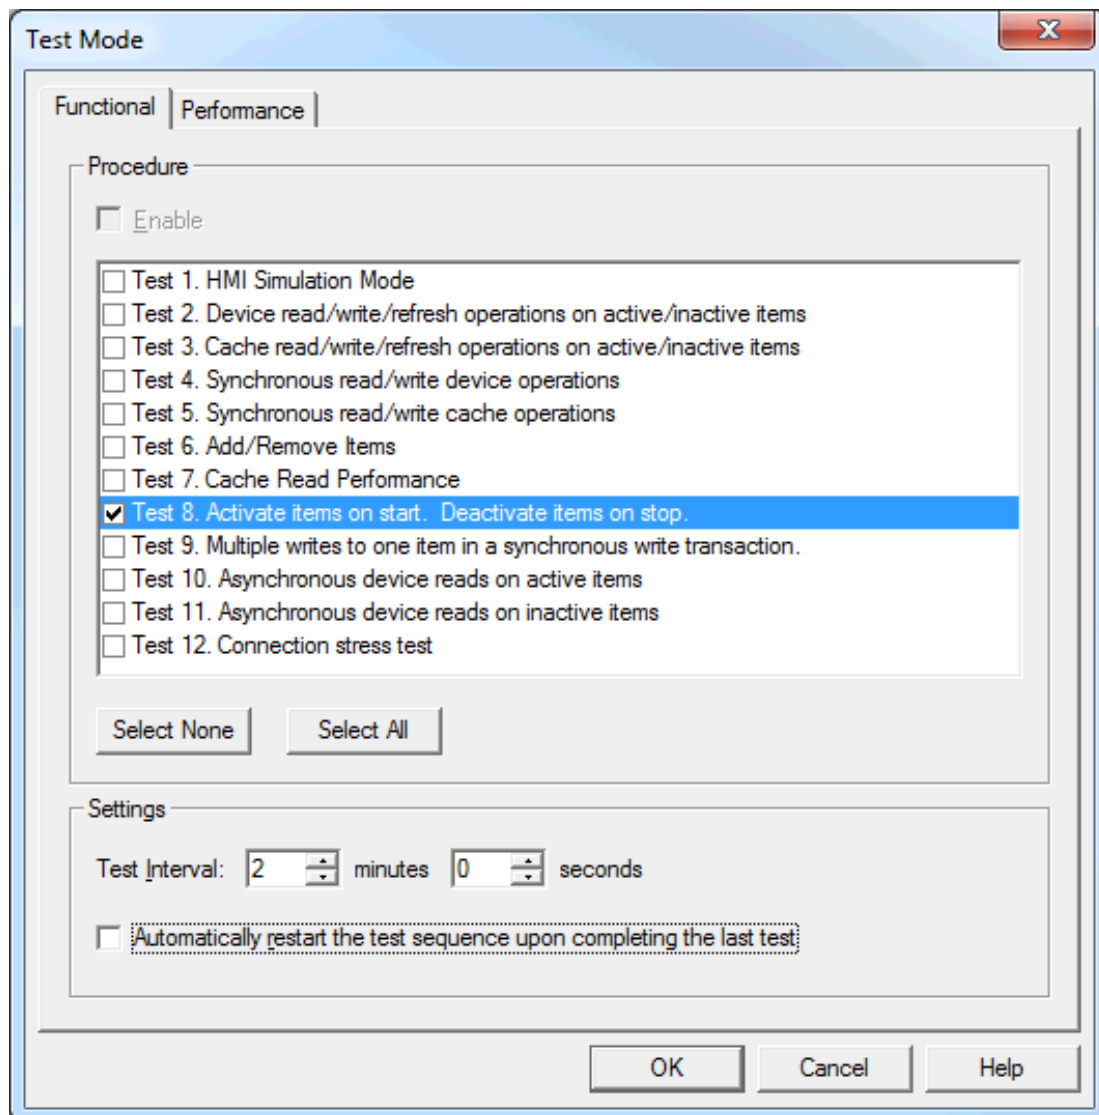 Test Mode
Functional
Performance
Procedure
Enable
Test 1. HMI Simulation Mode
Test 2. Device read/write/refresh operations on active/inactive items
Test 3. Cache read/write/refresh operations on active/inactive items
Test 4. Synchronous read/write device operations
Test 5. Synchronous read/write cache operations
Test 6. Add/Remove Items
Test 7. Cache Read Performance
Test 8. Activate items on start.  Deactivate items on stop.
Test 9. Multiple writes to one item in a synchronous write transaction.
Test 10. Asynchronous device reads on active items
Test 11. Asynchronous device reads on inactive items
Test 12. Connection stress test
Select None
Select All
Settings
Test Interval: 2 minutes 0 seconds
Automatically restart the test sequence upon completing the last test
OK
Cancel
Help